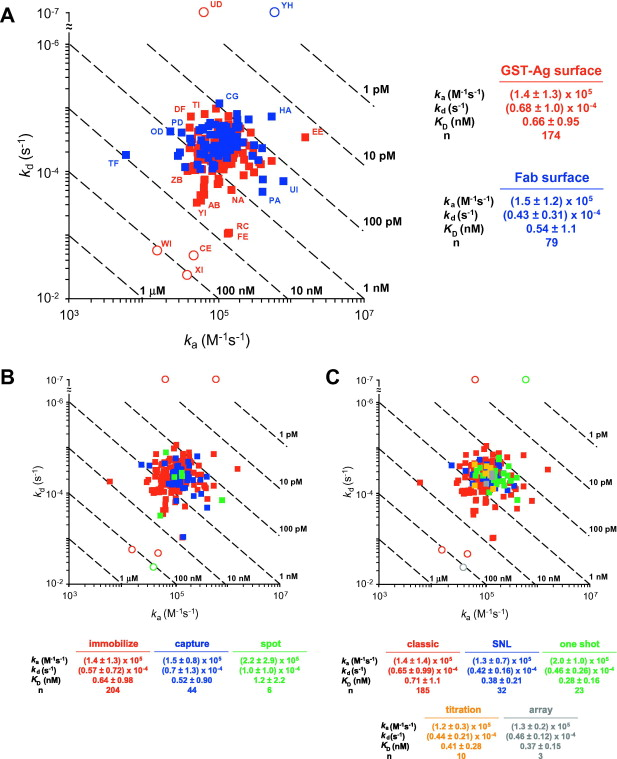 A
10-7
UD
YH
10-6
1 pM
CG
DF
TI
HA
PD
OD
EE
10 pM
TF
10-4
kd (s-1)
ZB
UI
PA
NA
AB
YI
100 pM
RC
FE
WI
CE
XI
1 µM
100 nM
10 nM
1 nM
10-2
103
105
107
ka (M-1s-1)
GST-Ag surface
ka (M-1s-1) (1.4 ± 1.3) x 105
kd (s-1) (0.68 ± 1.0) x 10-4
KD (nM) 0.66 ± 0.95
n 174
Fab surface
ka (M-1s-1) (1.5 ± 1.2) x 105
kd (s-1) (0.43 ± 0.31) x 10-4
KD (nM) 0.54 ± 1.1
n 79
B
10-7
10-6
1 pM
10 pM
kd (s-1)
10-4
100 pM
1 µM
100 nM
10 nM
1 nM
10-2
103
105
107
ka (M-1s-1)
immobilize capture spot
ka (M-1s-1) (1.4 ± 1.3) x 105 (1.5 ± 0.8) x 105 (2.2 ± 2.9) x 105
kd (s-1) (0.57 ± 0.72) x 10-4 (0.7 ± 1.3) x 10-4 (1.0 ± 1.0) x 10-4
KD (nM) 0.64 ± 0.98 0.52 ± 0.90 1.2 ± 2.2
n 204 44 6
C
10-7
10-6
1 pM
10 pM
kd (s-1)
10-4
100 pM
1 µM
100 nM
10 nM
1 nM
10-2
103
105
107
ka (M-1s-1)
classic SNL one shot
ka (M-1s-1) (1.4 ± 1.4) x 105 (1.3 ± 0.7) x 105 (2.0 ± 1.0) x 105
kd (s-1) (0.65 ± 0.99) x 10-4 (0.42 ± 0.16) x 10-4 (0.46 ± 0.26) x 10-4
KD (nM) 0.71 ± 1.1 0.38 ± 0.21 0.28 ± 0.16
n 185 32 23
titration array
ka (M-1s-1) (1.2 ± 0.3) x 105 (1.3 ± 0.2) x 105
kd(s-1) (0.44 ± 0.21) x 10-4 (0.46 ± 0.12) x 10-4
KD (nM) 0.41 ± 0.28 0.37 ± 0.15
n 10 3